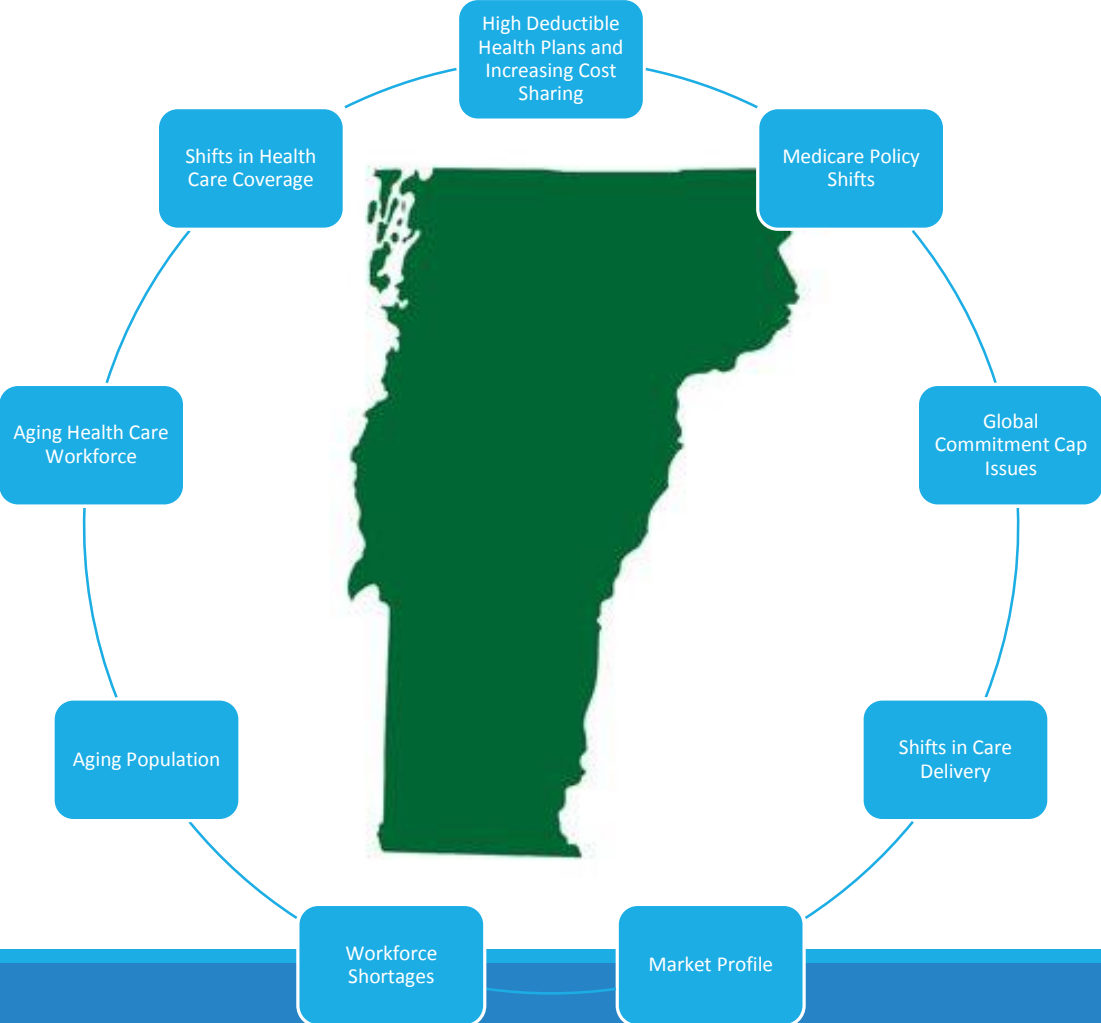 High Deductible
Health Plans and
Increasing Cost
Sharing
Medicare Policy
Shifts
Global
Commitment Cap
Issues
Shifts in Care
Delivery
Market Profile
Workforce
Shortages
Aging Population
Aging Health Care
Workforce
Shifts in Health
Care Coverage